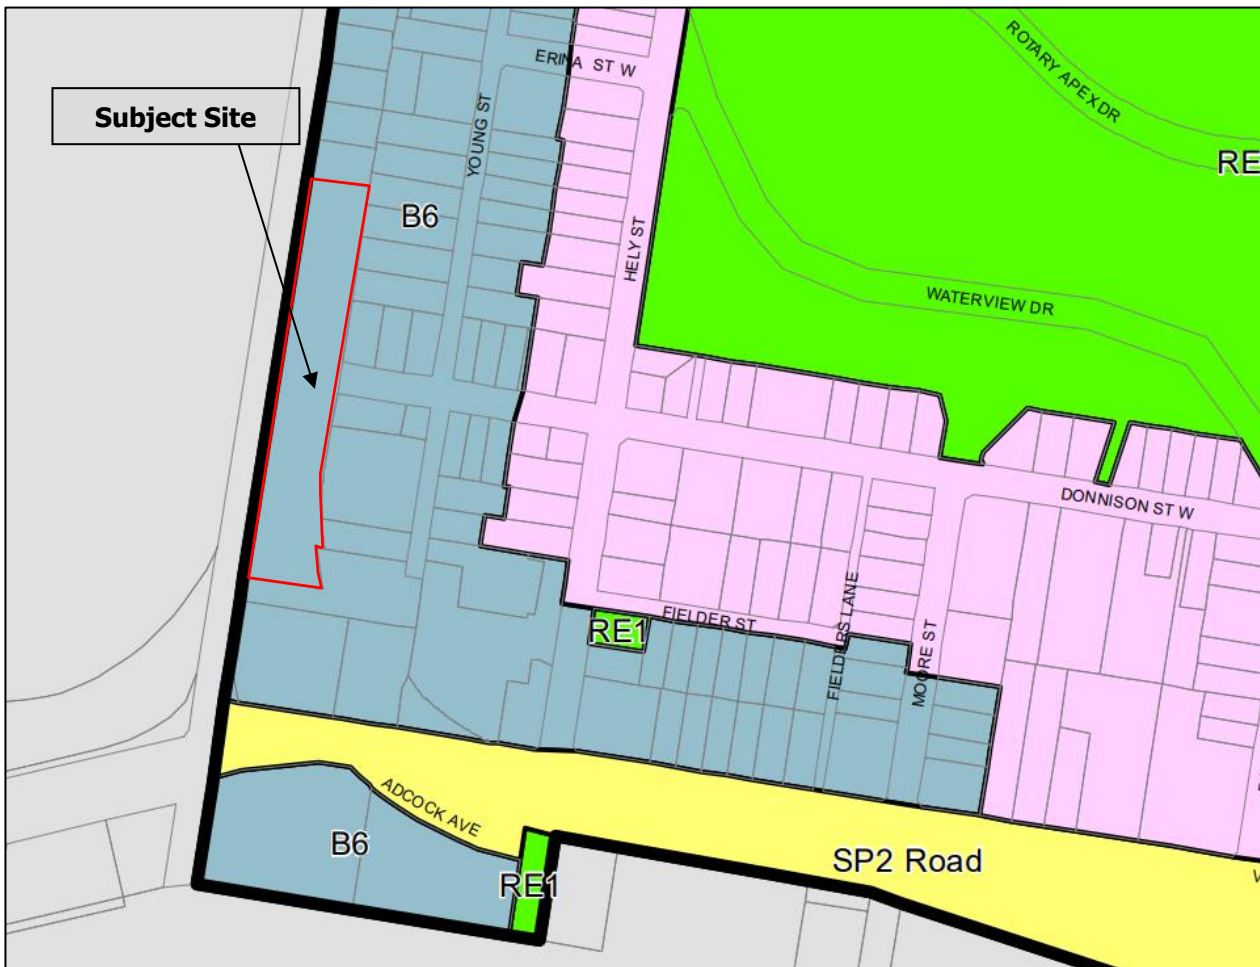 ERINA ST W
ROTARY APEX DR
Subject Site
YOUNG ST
RE
B6
HELY ST
WATERVIEW DR
DONNISON ST W
FIELDERS LANE
FIELDER ST
RE1
MOORE ST
ADCOCK AVE
B6
SP2 Road
RE1